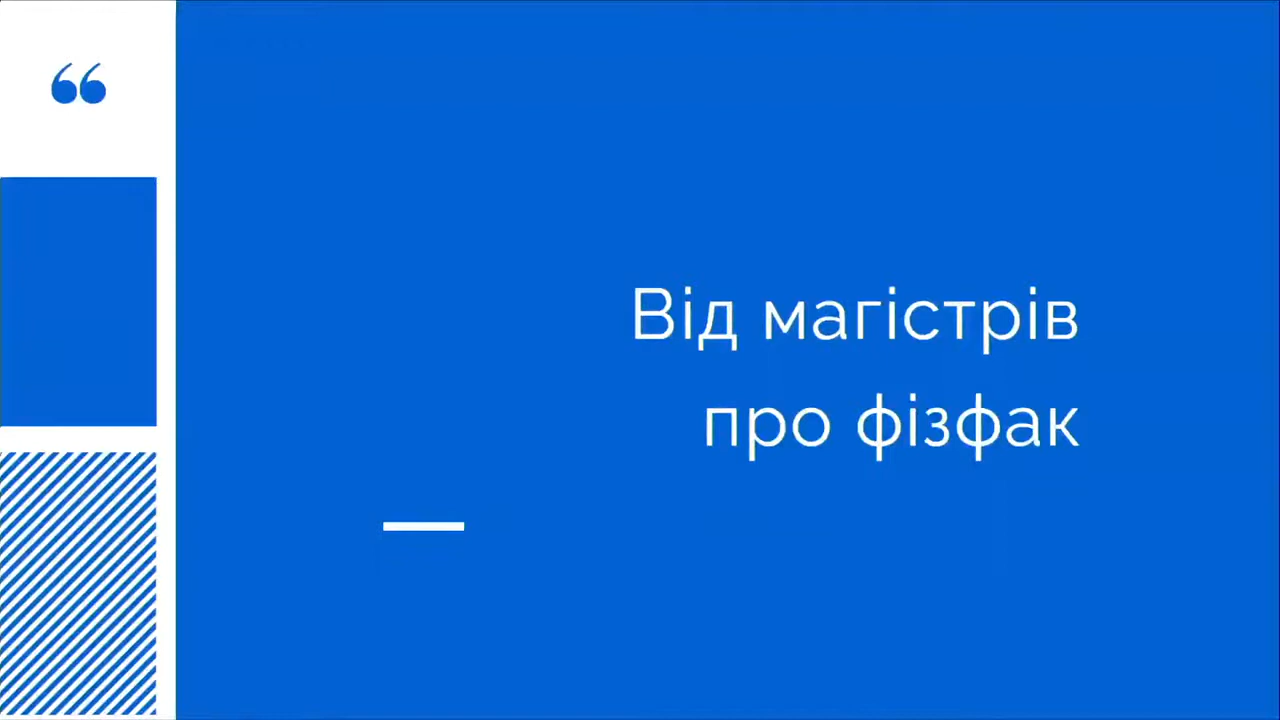 “
Від магістрів
про фізфак